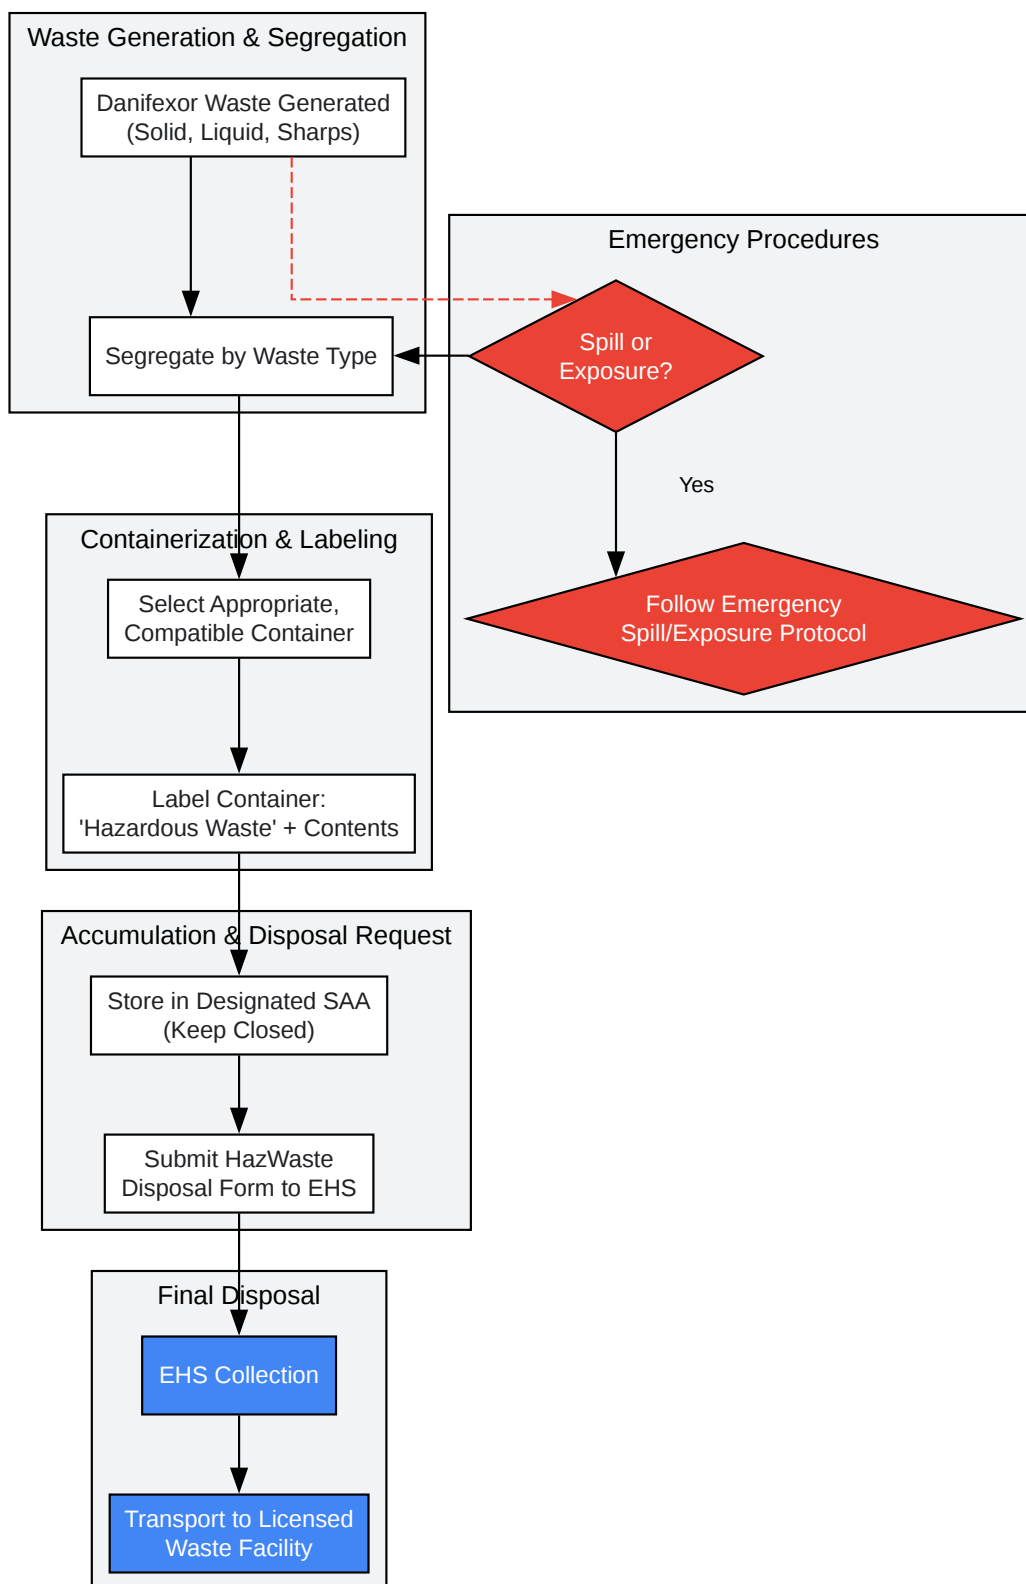 Waste Generation & Segregation
Danifexor Waste Generated
(Solid, Liquid, Sharps)
Segregate by Waste Type
Emergency Procedures
Spill or
Exposure?
Yes
Follow Emergency
Spill/Exposure Protocol
Containerization & Labeling
Select Appropriate,
Compatible Container
Label Container:
'Hazardous Waste' + Contents
Accumulation & Disposal Request
Store in Designated SAA
(Keep Closed)
Submit HazWaste
Disposal Form to EHS
Final Disposal
EHS Collection
Transport to Licensed
Waste Facility